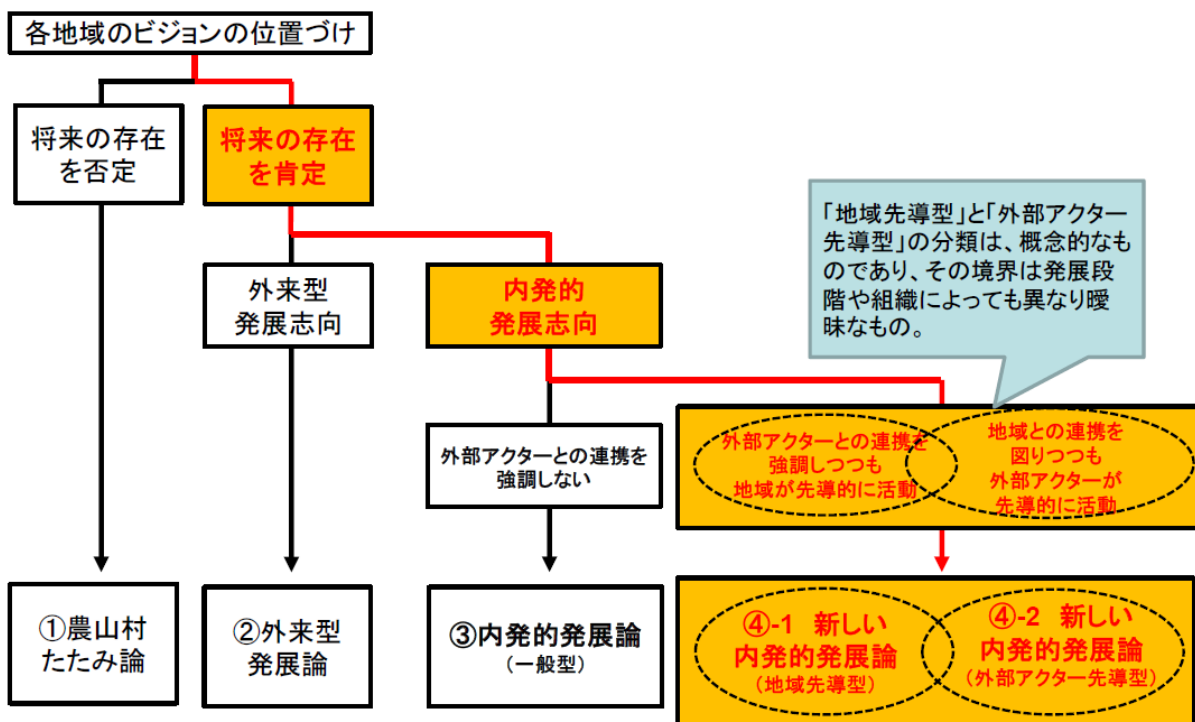 各地域のビジョンの位置づけ
将来の存在
を否定
将来の存在
を肯定
「地域先導型」と「外部アクター
先導型」の分類は、概念的なも
のであり、その境界は発展段
階や組織によっても異なり曖
昧なもの。
外来型
発展志向
内発的
発展志向
外部アクターとの連携を
強調しない
外部アクターとの連携を
強調しつつも
地域が先導的に活動
地域との連携を
図りつつも
外部アクターが
先導的に活動
①農山村
たたみ論
②外来型
発展論
③内発的発展論
（一般型）
④-1 新しい
内発的発展論
（地域先導型）
④-2 新しい
内発的発展論
（外部アクター先導型）